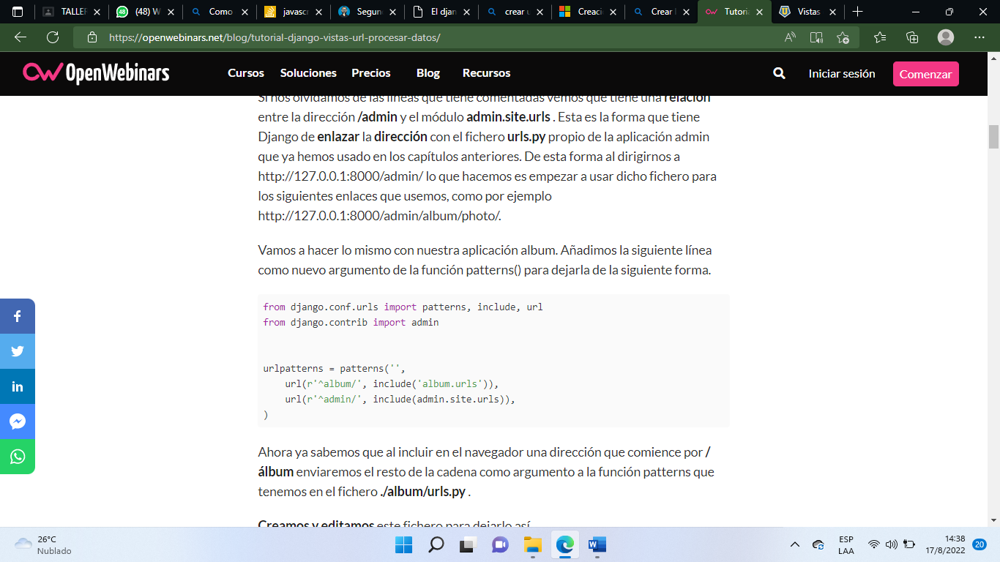 TALLER
(48) W
Como
javascr
Segun
El djan
crear u
Creaci
Crear l
Tutoria
Vistas
https://openwebinars.net/blog/tutorial-django-vistas-url-procesar-datos/
OpenWebinars
Cursos
Soluciones
Precios
Blog
Recursos
Iniciar sesión
Comenzar
Si nos olvidamos de las líneas que tiene comentadas vemos que tiene una relación
entre la dirección /admin y el módulo admin.site.urls . Esta es la forma que tiene
Django de enlazar la dirección con el fichero urls.py propio de la aplicación admin
que ya hemos usado en los capítulos anteriores. De esta forma al dirigirnos a
http://127.0.0.1:8000/admin/ lo que hacemos es empezar a usar dicho fichero para
los siguientes enlaces que usemos, como por ejemplo
http://127.0.0.1:8000/admin/album/photo/.
Vamos a hacer lo mismo con nuestra aplicación album. Añadimos la siguiente línea
como nuevo argumento de la función patterns() para dejarla de la siguiente forma.
from django.conf.urls import patterns, include, url
from django.contrib import admin
urlpatterns = patterns('',
    url(r'^album/', include('album.urls')),
    url(r'^admin/', include(admin.site.urls)),
)
Ahora ya sabemos que al incluir en el navegador una dirección que comience por /
álbum enviaremos el resto de la cadena como argumento a la función patterns que
tenemos en el fichero ./album/urls.py .
Creamos y editamos este fichero para dejarlo así
26°C
Nublado
ESP
LAA
14:38
17/8/2022
20